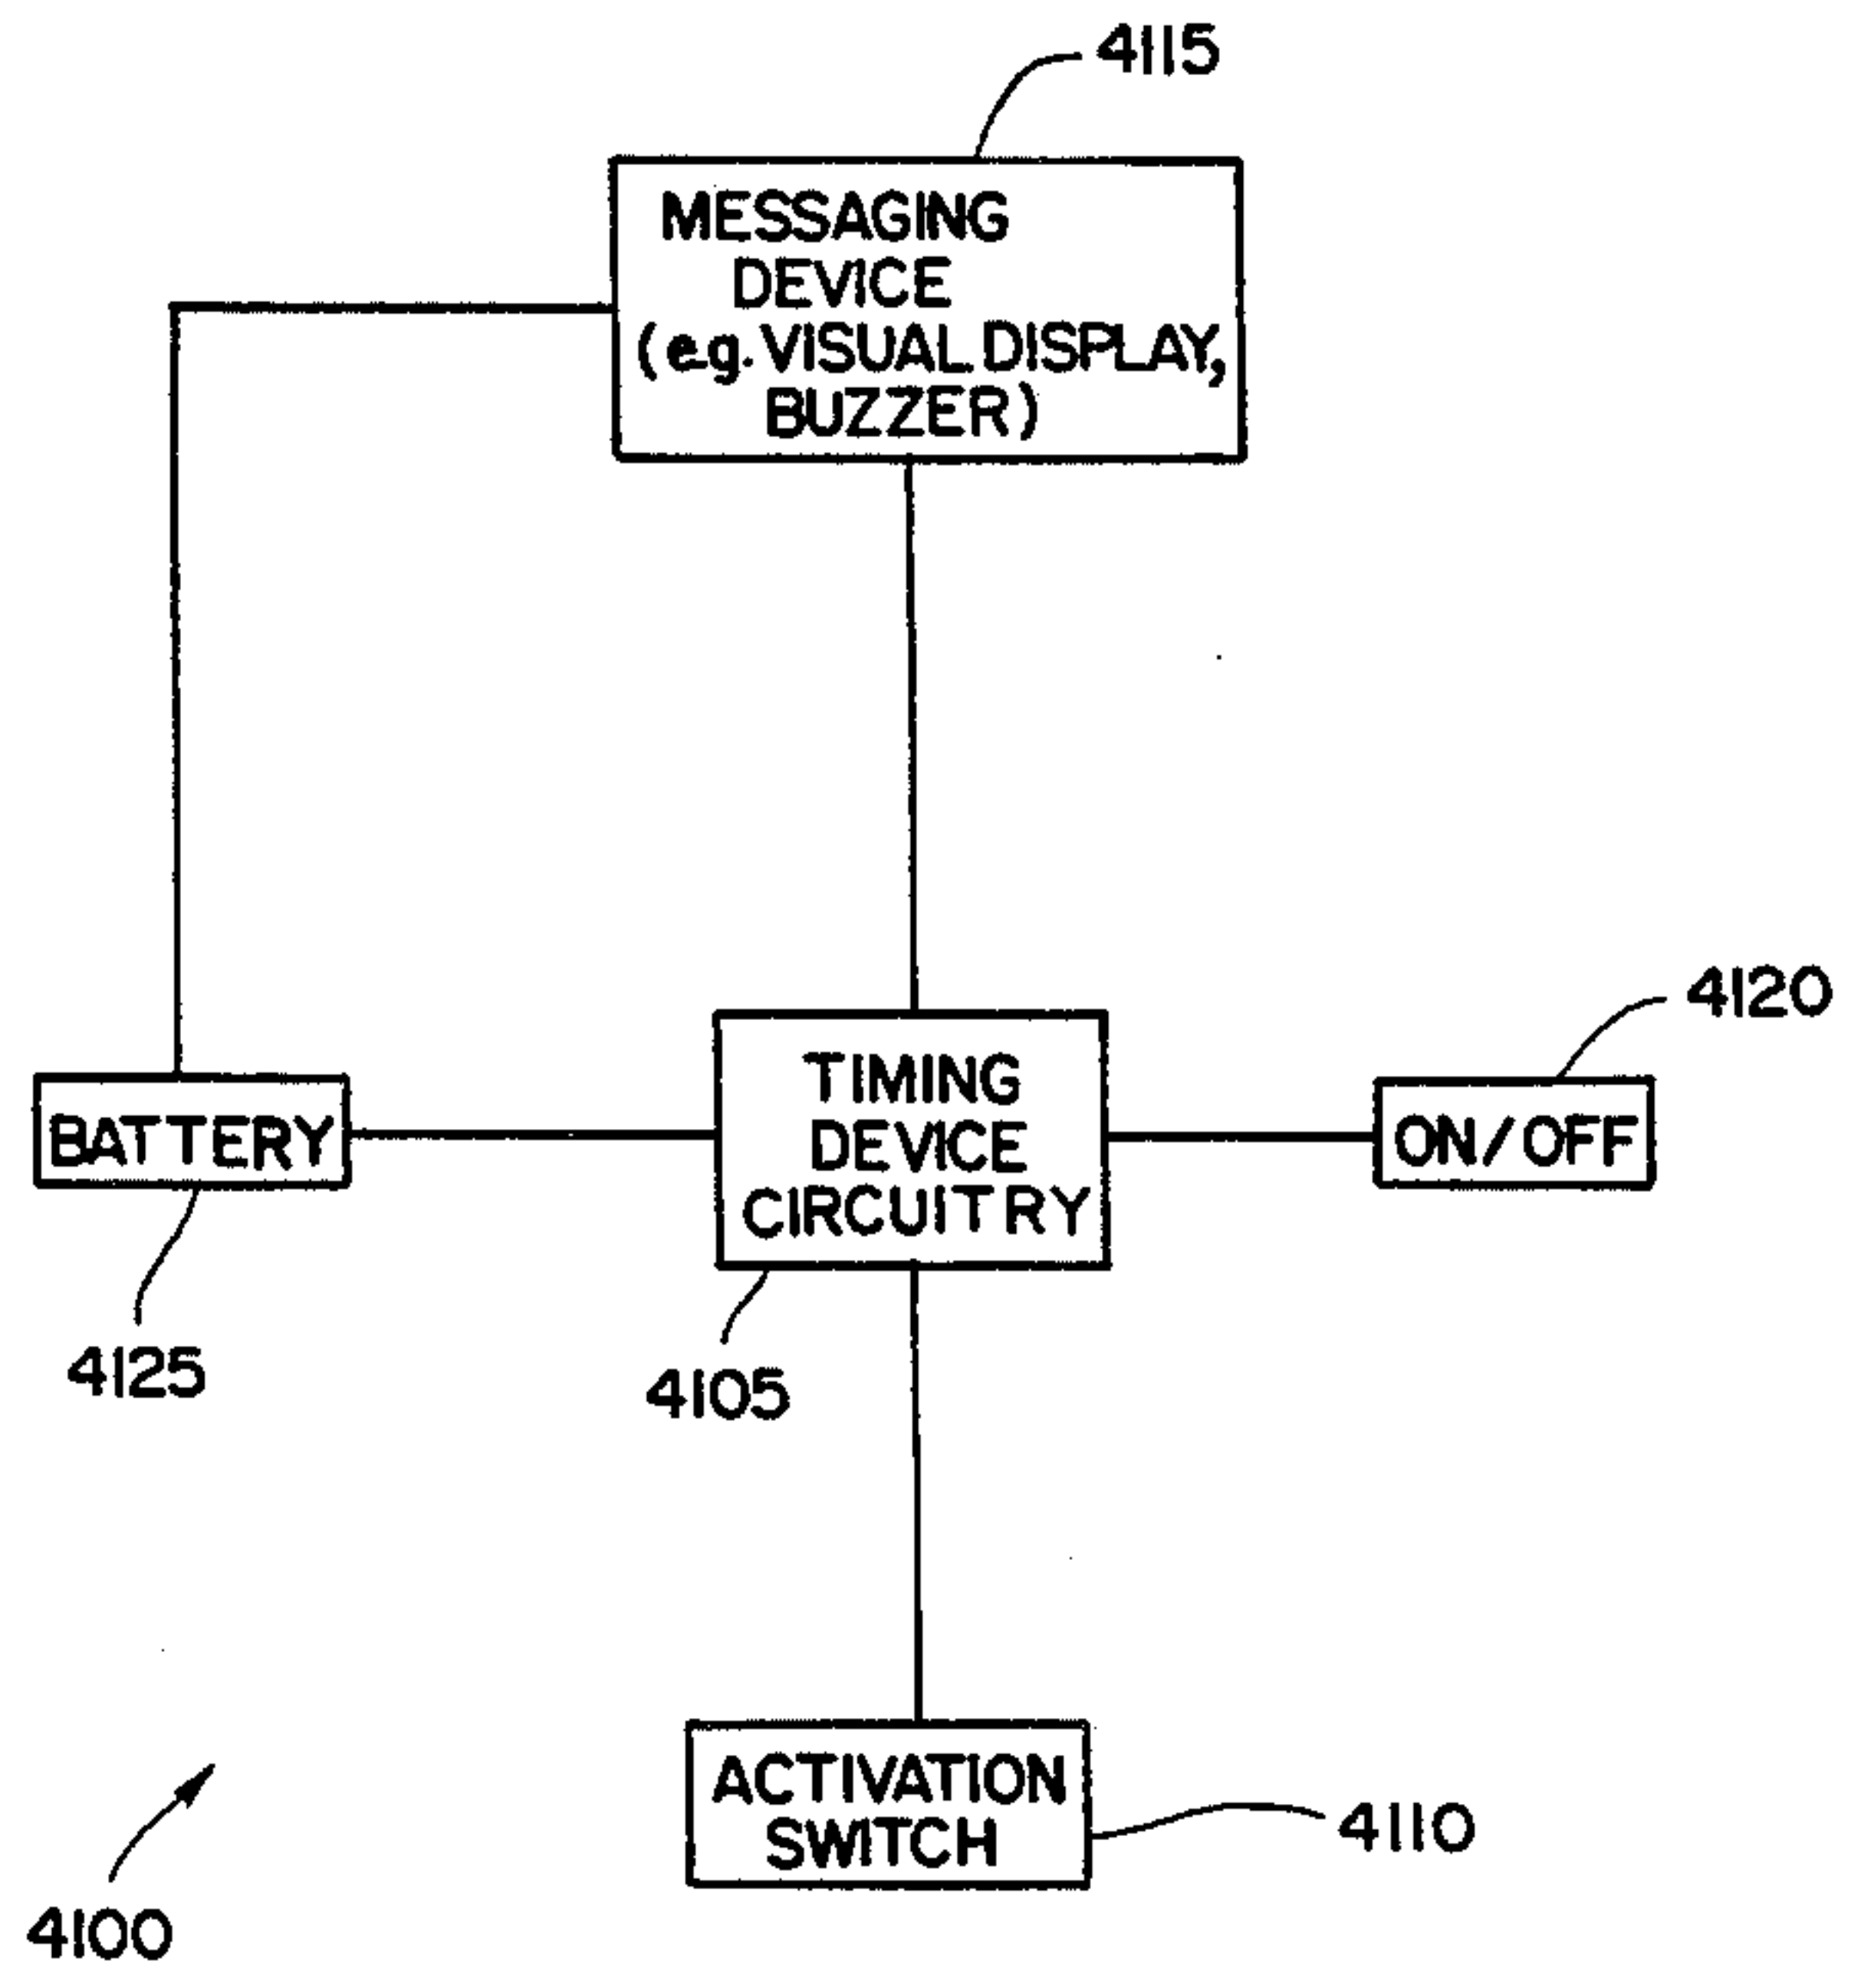 4115
MESSAGING
DEVICE
(eg. VISUAL DISPLAY,
BUZZER)
4120
TIMING
DEVICE
CIRCUITRY
BATTERY
ON/OFF
4125
4105
ACTIVATION
SWITCH
4110
4100